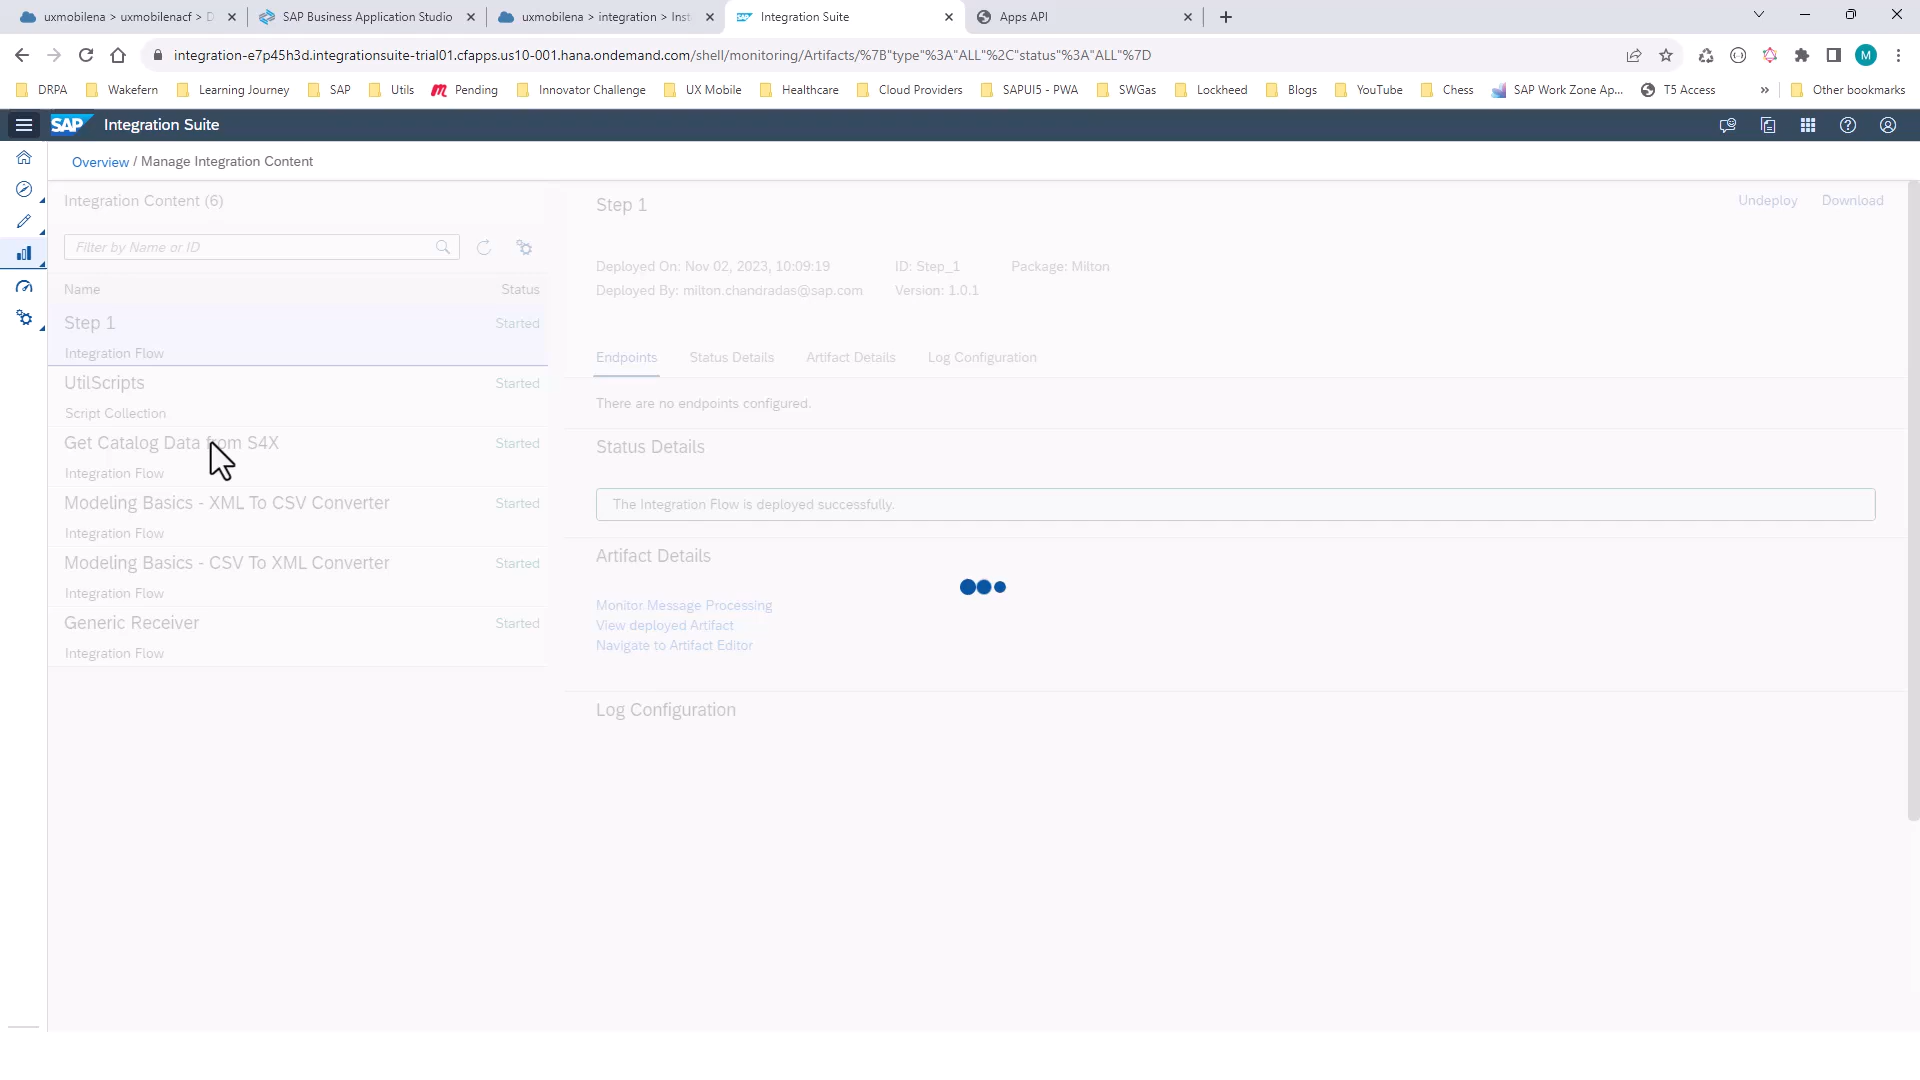 uxmobilena > uxmobilenacf > D
SAP Business Application Studio
uxmobilena > integration > Inst
Integration Suite
Apps API
integration-e7p45h3d.integrationsuite-trial01.cfapps.us10-001.hana.ondemand.com/shell/monitoring/Artifacts/%7B"type"%3A"ALL"%2C"status"%3A"ALL"%7D
M
DRPA
Wakefern
Learning Journey
SAP
Utils
Pending
Innovator Challenge
UX Mobile
Healthcare
Cloud Providers
SAPUI5 - PWA
SWGas
Lockheed
Blogs
YouTube
Chess
SAP Work Zone Ap...
T5 Access
»
Other bookmarks
SAP Integration Suite
Overview / Manage Integration Content
Integration Content (6)
Filter by Name or ID
Name Status
Step 1 Started
Integration Flow
UtilScripts Started
Script Collection
Get Catalog Data from S4X Started
Integration Flow
Modeling Basics - XML To CSV Converter Started
Integration Flow
Modeling Basics - CSV To XML Converter Started
Integration Flow
Generic Receiver Started
Integration Flow
Step 1
Undeploy Download
Deployed On: Nov 02, 2023, 10:09:19 ID: Step_1 Package: Milton
Deployed By: milton.chandradas@sap.com Version: 1.0.1
Endpoints Status Details Artifact Details Log Configuration
There are no endpoints configured.
Status Details
The Integration Flow is deployed successfully.
Artifact Details
Monitor Message Processing
View deployed Artifact
Navigate to Artifact Editor
Log Configuration